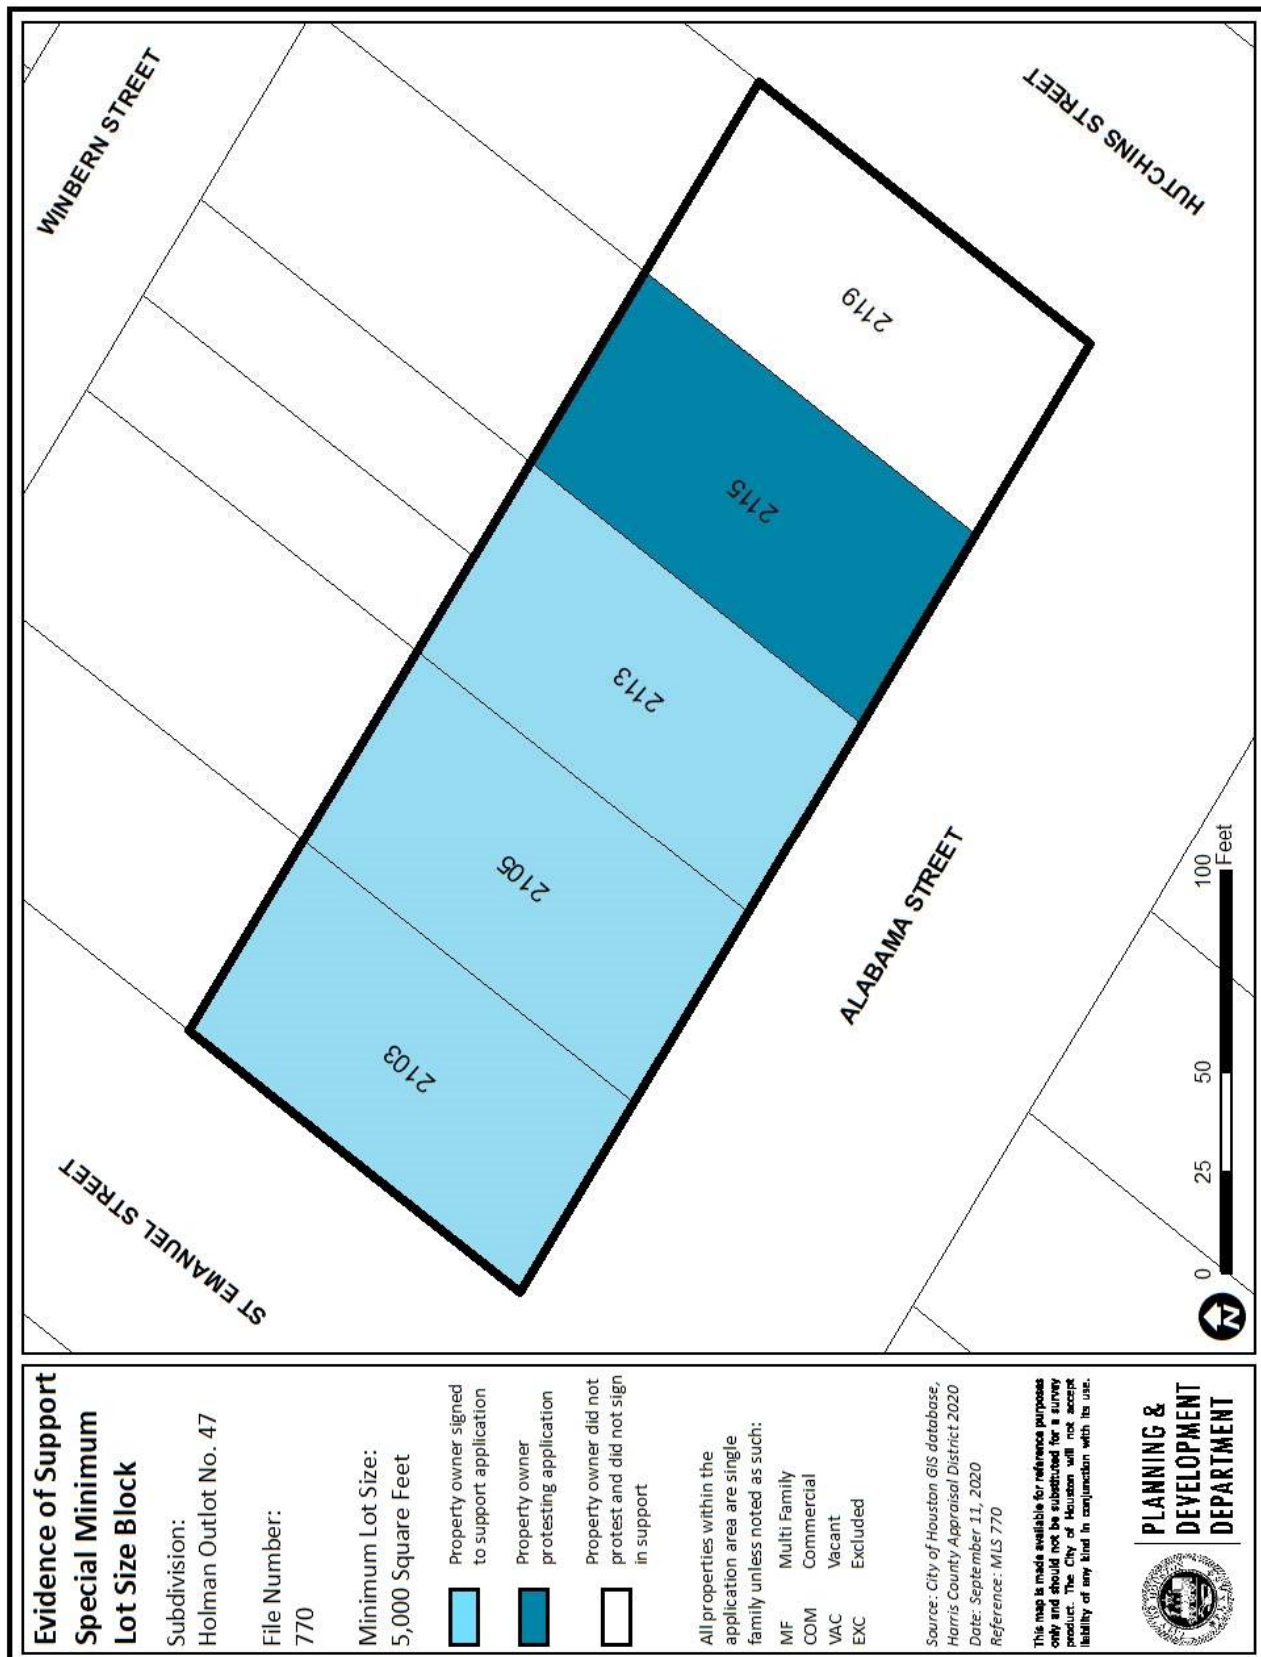 Evidence of Support
Special Minimum
Lot Size Block
Subdivision:
Holman Outlot No. 47
File Number:
770
Minimum Lot Size:
5,000 Square Feet
Property owner signed
to support application
Property owner
protesting application
Property owner did not
protest and did not sign
in support
All properties within the
application area are single
family unless noted as such:
MF Multi Family
COM Commercial
VAC Vacant
EXC Excluded
Source: City of Houston GIS database,
Harris County Appraisal District 2020
Date: September 11, 2020
Reference: MLS 770
This map is made available for reference purposes
only and should not be substituted for a survey
product. The City of Houston will not accept
liability of any kind in conjunction with its use.
PLANNING &
DEVELOPMENT
DEPARTMENT
ST EMANUEL STREET
WINBERN STREET
2103
2105
2113
2115
2119
ALABAMA STREET
HUTCHINS STREET
N
0 25 50 100
Feet